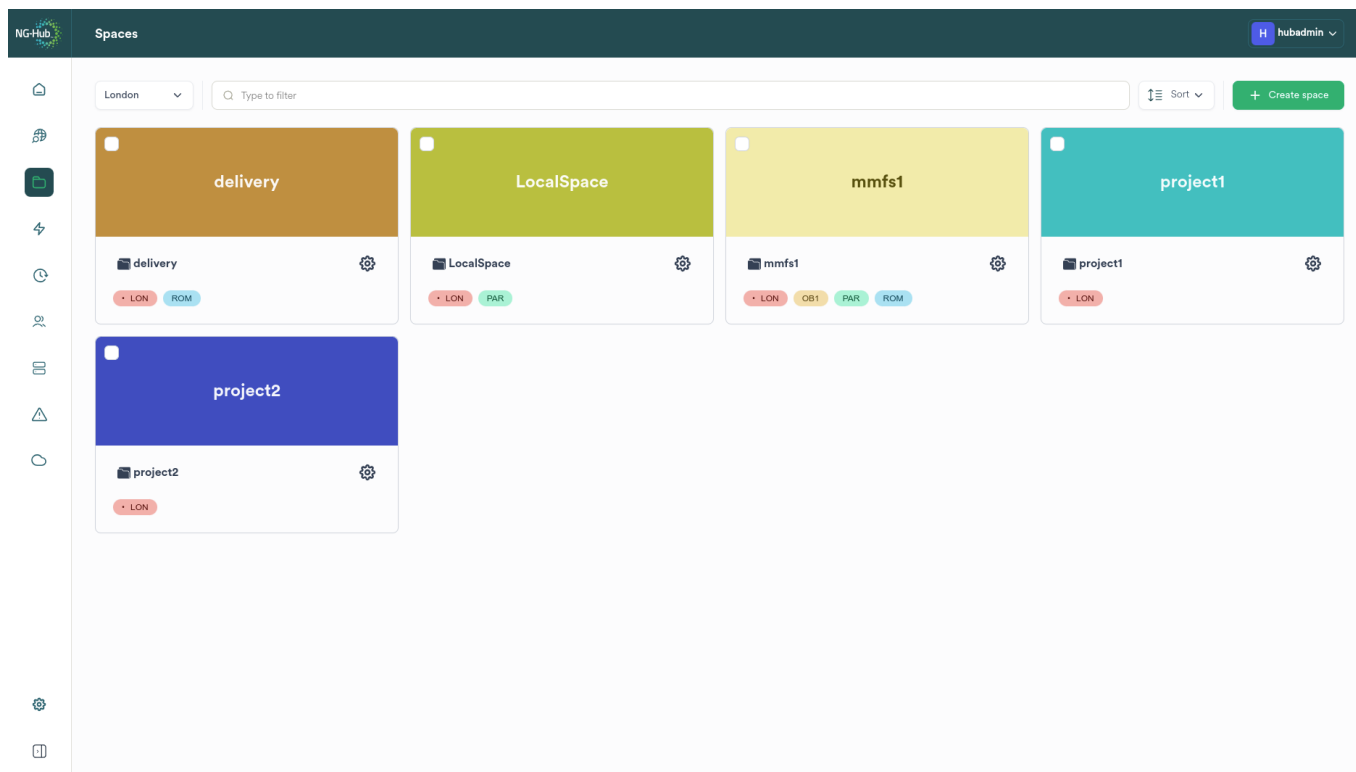 NG-Hub
Spaces
H hubadmin
London
Type to filter
Sort
+ Create space
delivery
LocalSpace
mmfs1
project1
delivery
LocalSpace
mmfs1
project1
• LON ROM
• LON PAR
• LON OB1 PAR ROM
• LON
project2
project2
• LON